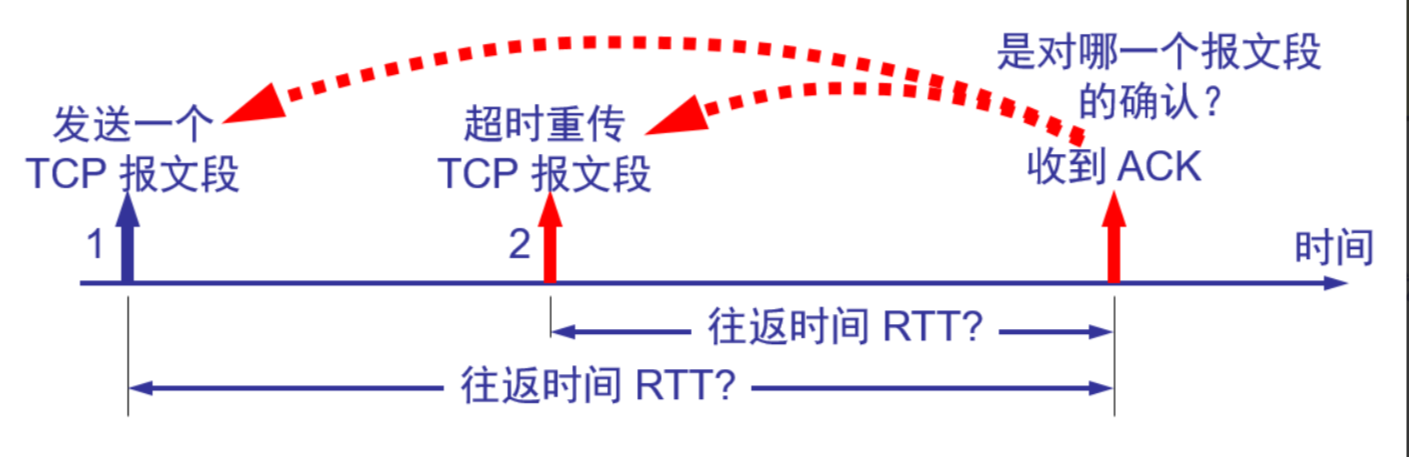 是对哪一个报文段
的确认？
发送一个
TCP 报文段
超时重传
TCP 报文段
收到 ACK
1
2
时间
往返时间 RTT?
往返时间 RTT?